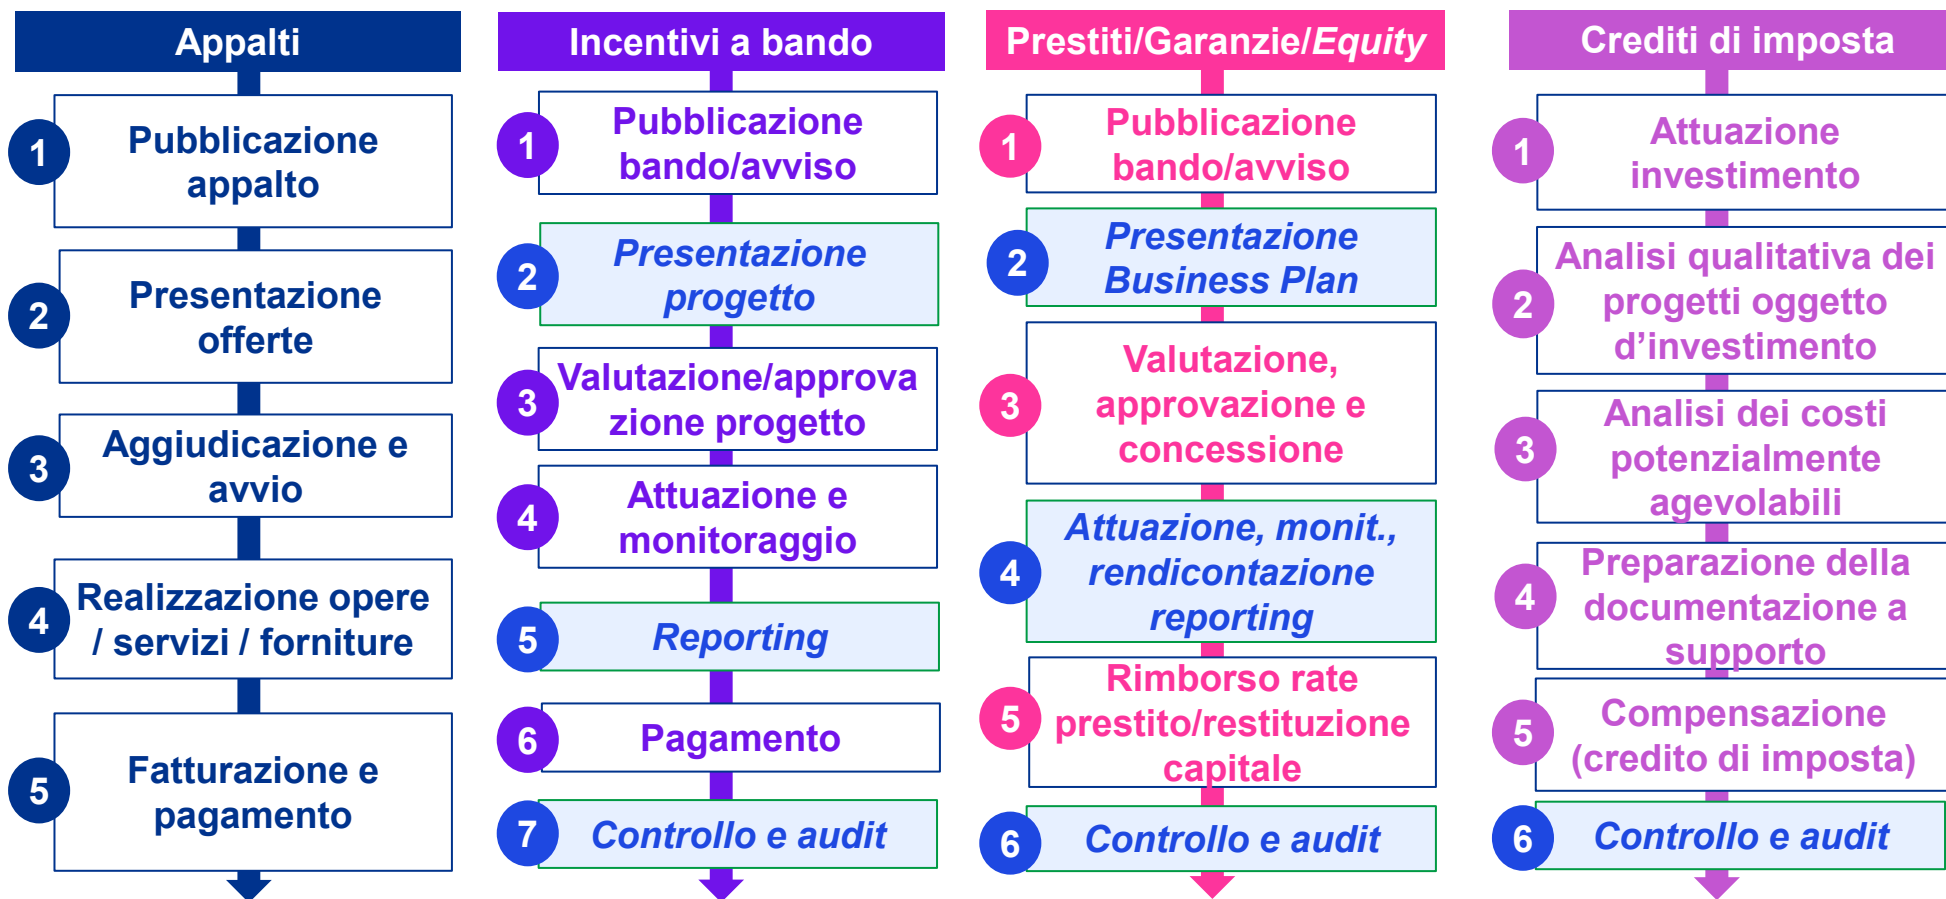 Appalti
1
Pubblicazione
appalto
2
Presentazione
offerte
3
Aggiudicazione e
avvio
4
Realizzazione opere
/ servizi / forniture
5
Fatturazione e
pagamento
Incentivi a bando
1
Pubblicazione
bando/avviso
2
Presentazione
progetto
3
Valutazione/approva
zione progetto
4
Attuazione e
monitoraggio
5
Reporting
6
Pagamento
7
Controllo e audit
Prestiti/Garanzie/Equity
1
Pubblicazione
bando/avviso
2
Presentazione
Business Plan
3
Valutazione,
approvazione e
concessione
4
Attuazione, monit.,
rendicontazione
reporting
5
Rimborso rate
prestito/restituzione
capitale
6
Controllo e audit
Crediti di imposta
1
Attuazione
investimento
2
Analisi qualitativa dei
progetti oggetto
d’investimento
3
Analisi dei costi
potenzialmente
agevolabili
4
Preparazione della
documentazione a
supporto
5
Compensazione
(credito di imposta)
6
Controllo e audit